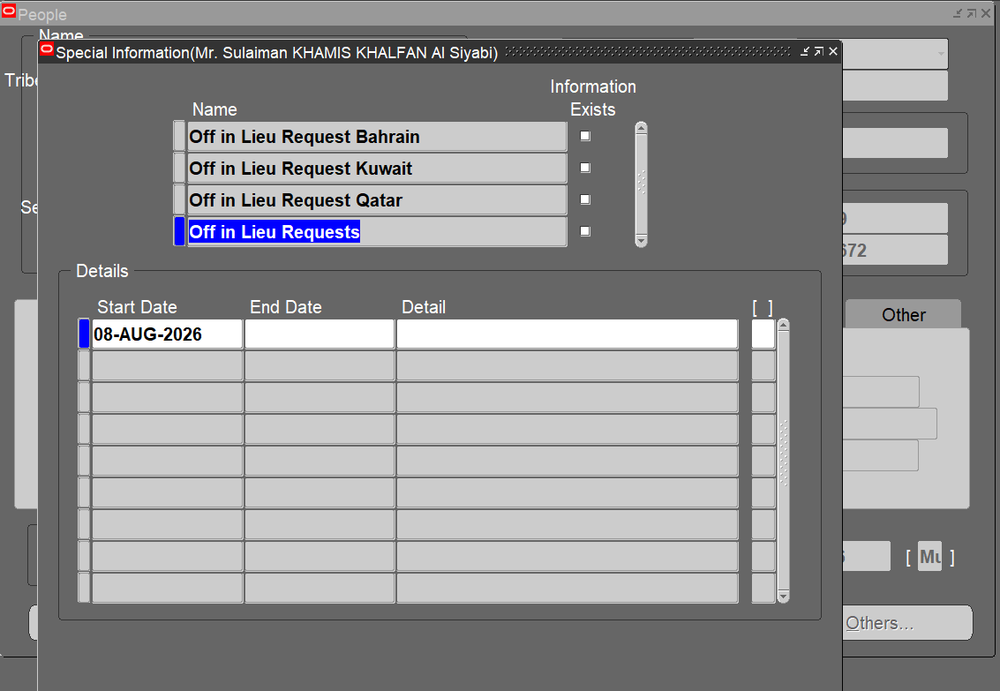 People
Name
Special Information(Mr. Sulaiman KHAMIS KHALFAN Al Siyabi)
Information
Name
Exists
Off in Lieu Request Bahrain
Off in Lieu Request Kuwait
Off in Lieu Request Qatar
Off in Lieu Requests
Details
Start Date End Date Detail [ ]
08-AUG-2026
Tribe
Se
672
Other
[ Mu ]
Others...